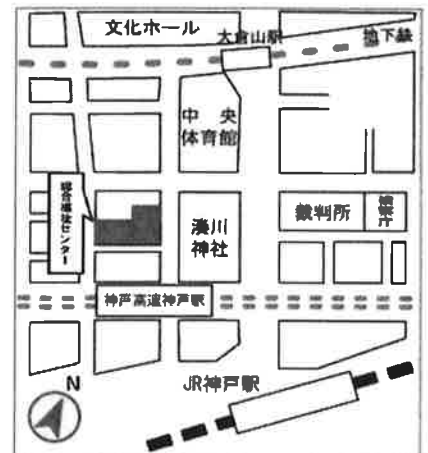 文化ホール
大倉山駅
地下鉄
中央
体育館
総合福祉センター
湊川
神社
裁判所
検察庁
神戸高速神戸駅
JR神戸駅
N